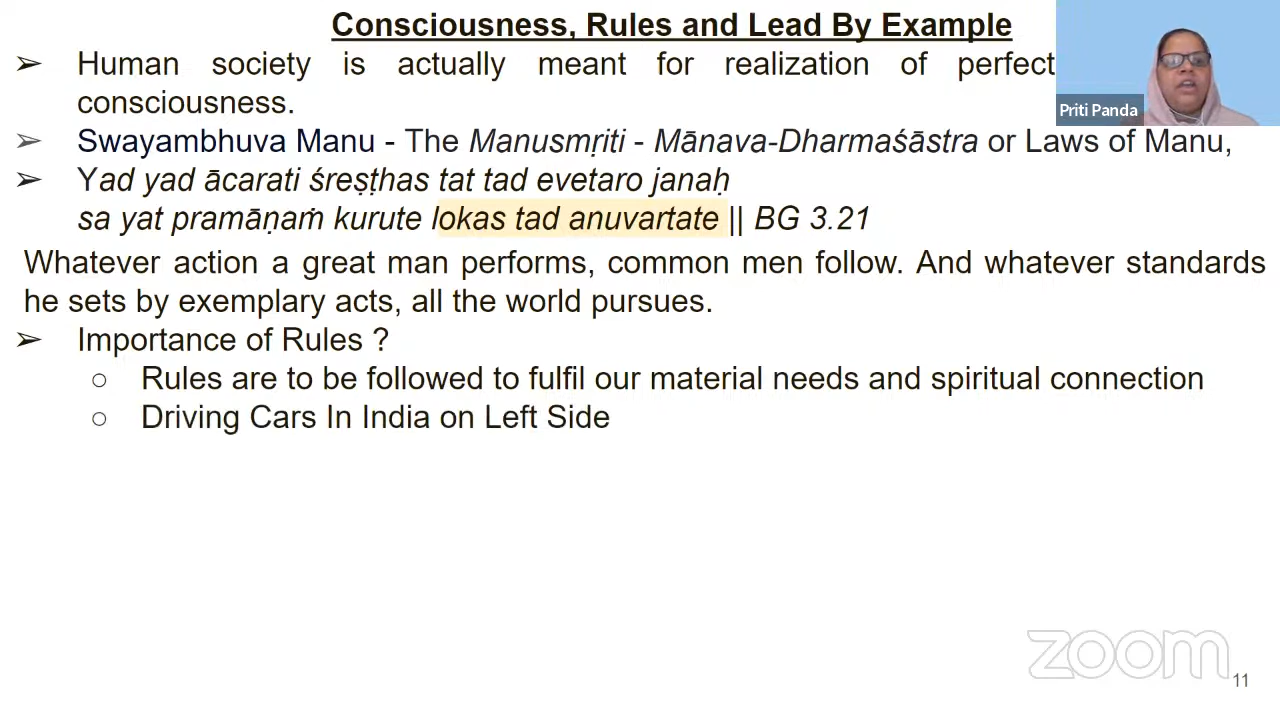 Consciousness, Rules and Lead By Example
➢ Human society is actually meant for realization of perfect
consciousness.
Priti Panda
➢ Swayambhuva Manu - The Manusmṛiti - Mānava-Dharmaśāstra or Laws of Manu,
➢ Yad yad ācarati śreṣṭhas tat tad evetaro janaḥ
sa yat pramāṇaṁ kurute lokas tad anuvartate || BG 3.21
Whatever action a great man performs, common men follow. And whatever standards
he sets by exemplary acts, all the world pursues.
➢ Importance of Rules ?
○ Rules are to be followed to fulfil our material needs and spiritual connection
○ Driving Cars In India on Left Side
zoom
11